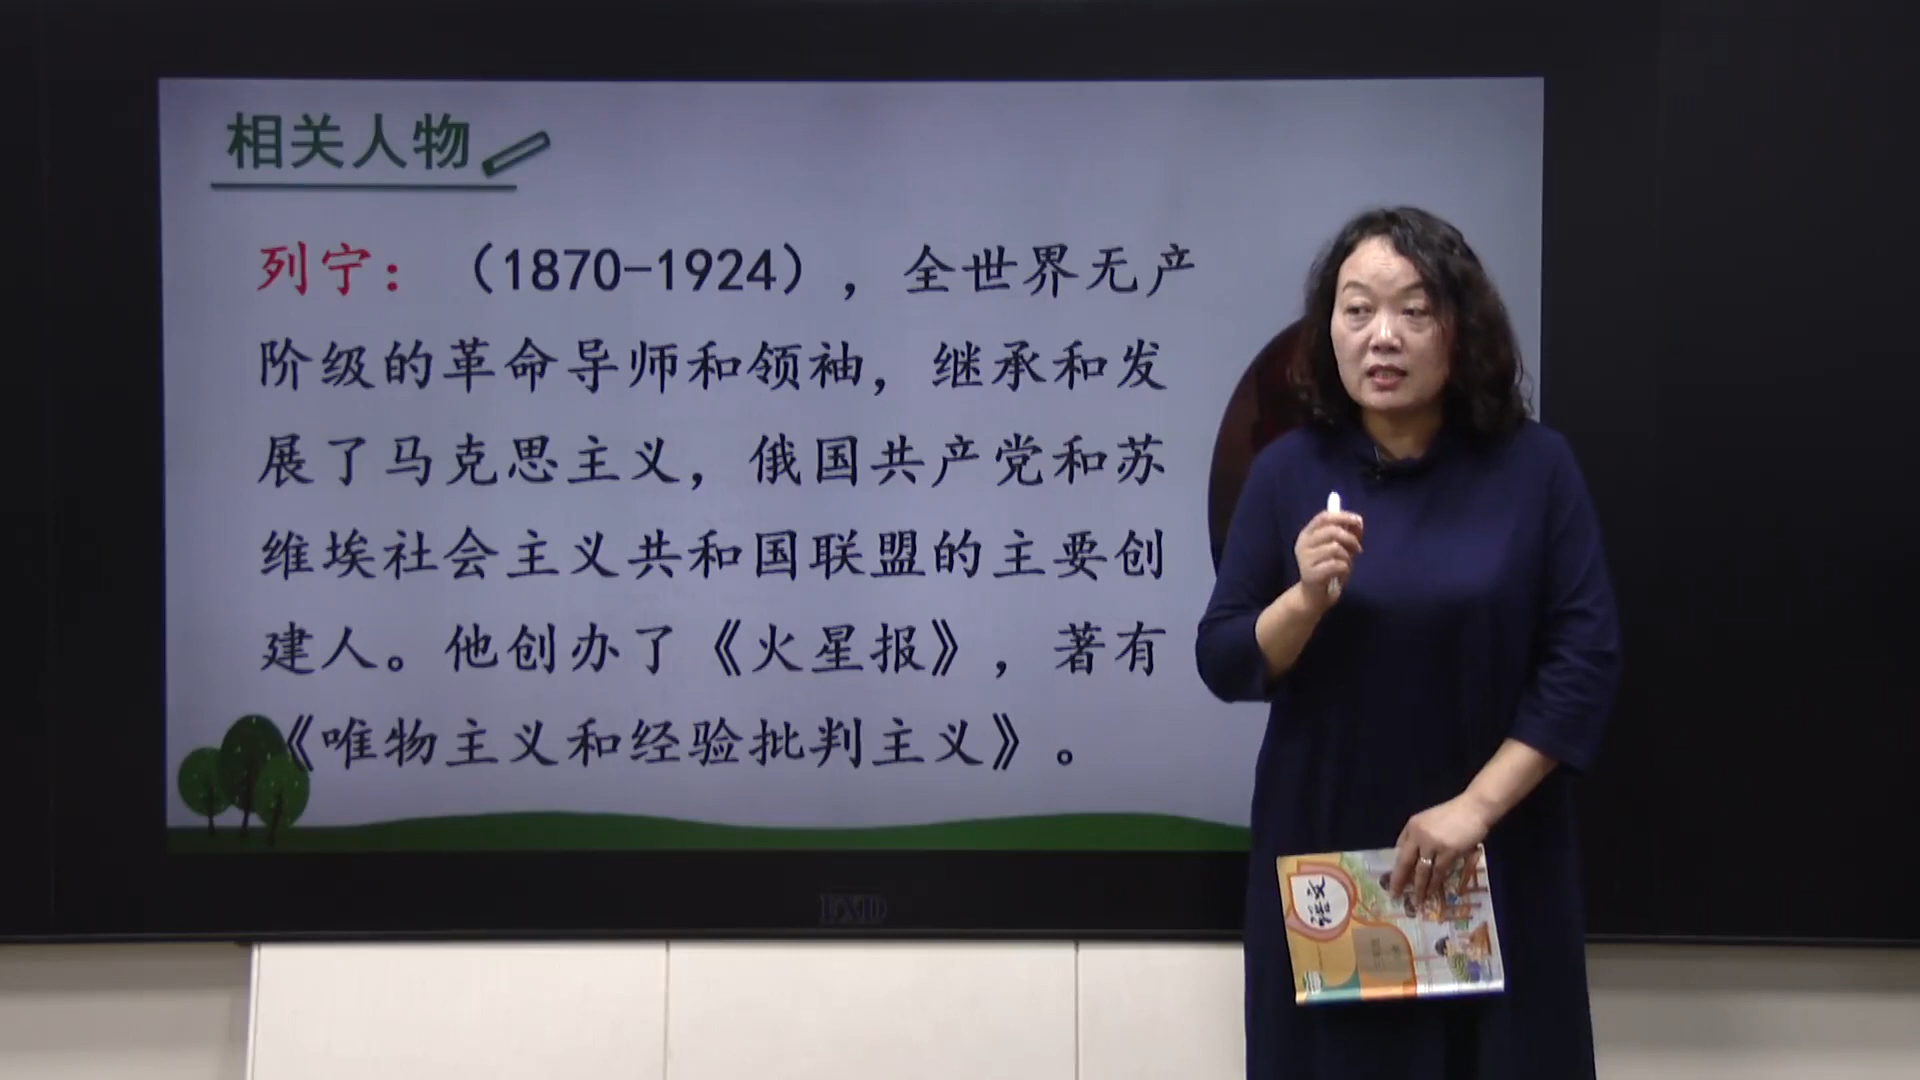 相关人物
列宁：（1870-1924），全世界无产
阶级的革命导师和领袖，继承和发
展了马克思主义，俄国共产党和苏
维埃社会主义共和国联盟的主要创
建人。他创办了《火星报》，著有
《唯物主义和经验批判主义》。
语文